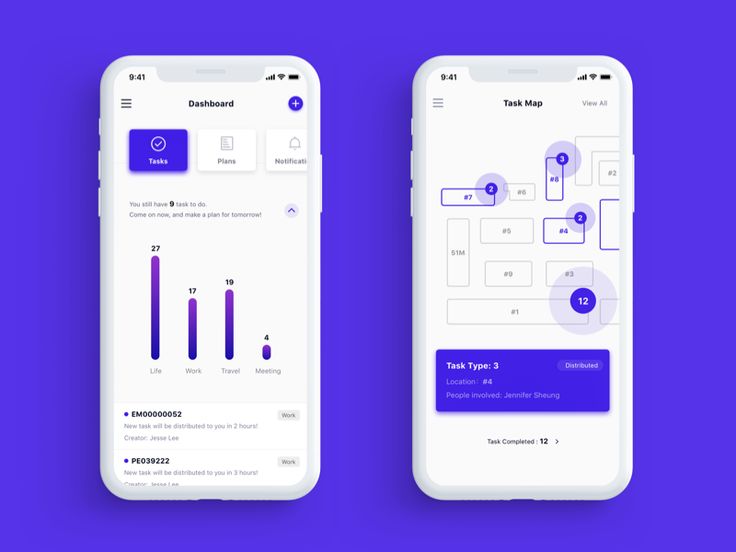 9:41
Dashboard
Tasks
Plans
Notificati
You still have 9 task to do.
Come on now, and make a plan for tomorrow!
27
17
19
4
Life
Work
Travel
Meeting
EM00000052
Work
New task will be distributed to you in 2 hours!
Creator: Jesse Lee
PE039222
Work
New task will be distributed to you in 3 hours!
Creator: Jesse Lee
9:41
Task Map
View All
3
#8
#2
2
#7
#6
2
#5
#4
51M
#9
#3
12
#1
Task Type: 3
Distributed
Location: #4
People involved: Jennifer Sheung
Task Completed : 12